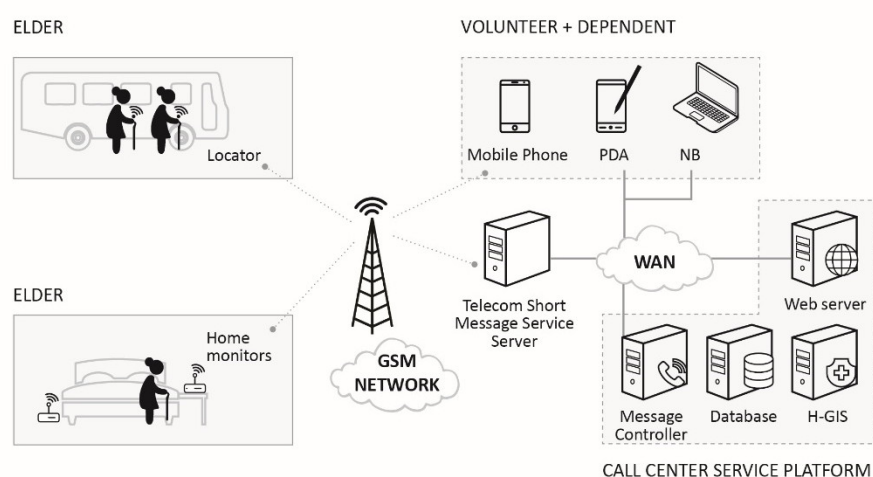 ELDER
VOLUNTEER + DEPENDENT
Locator
Mobile Phone
PDA
NB
WAN
Telecom Short
Message Service
Server
Web server
ELDER
Home
monitors
GSM
NETWORK
Message
Controller
Database
H-GIS
CALL CENTER SERVICE PLATFORM